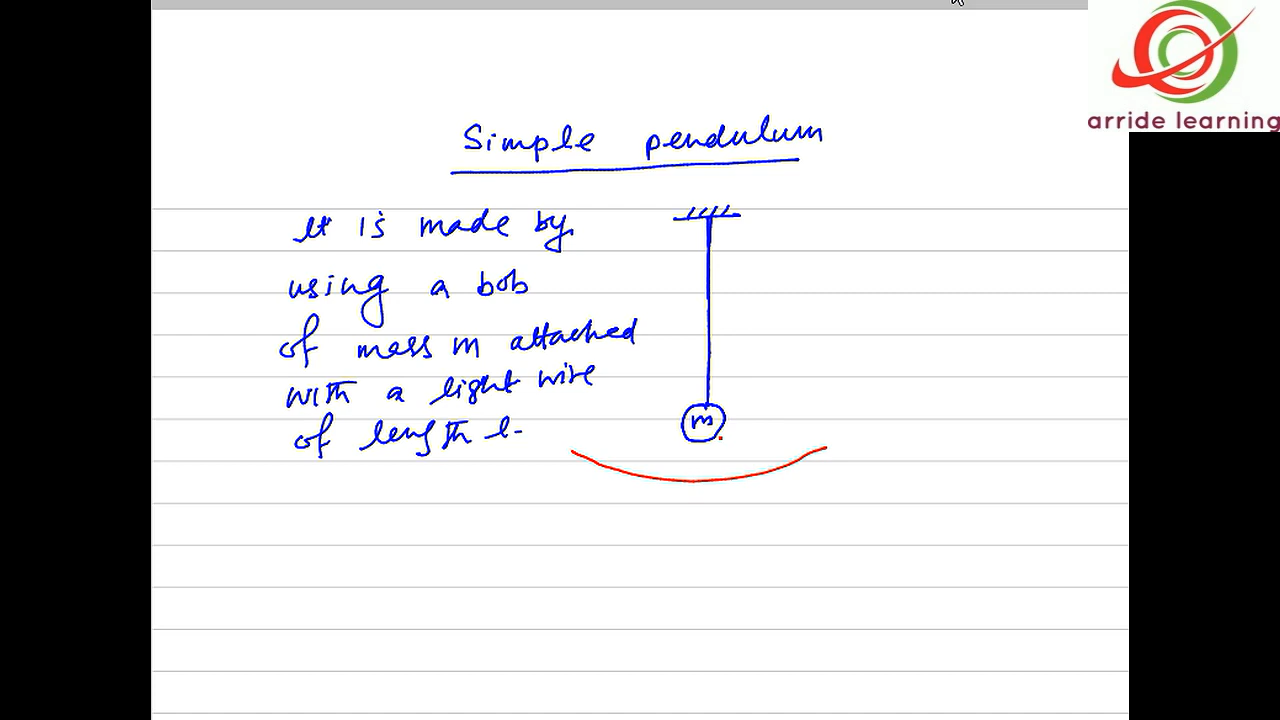 arride learning
Simple pendulum
It is made by
using a bob
of mass m attached
with a light wire
of length l-
m